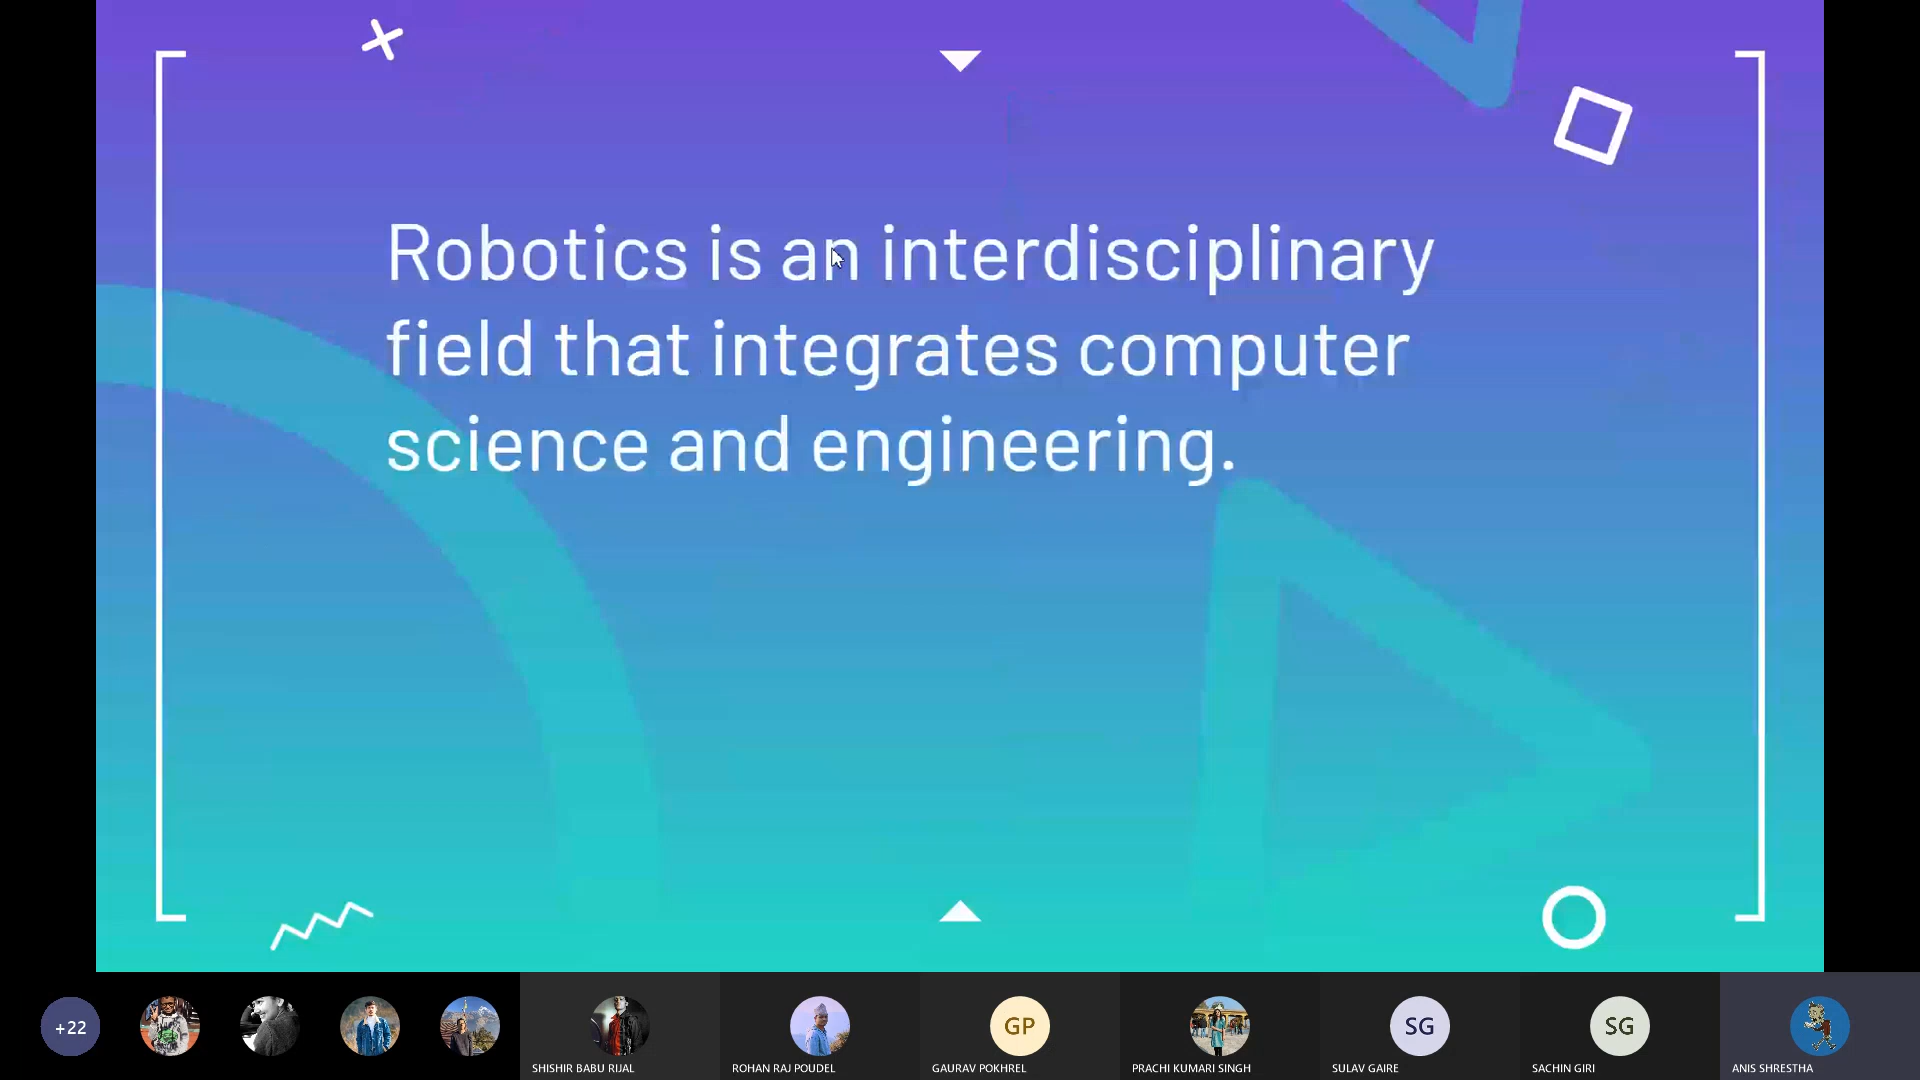 Robotics is an interdisciplinary
field that integrates computer
science and engineering.
+22
GP
SG
SG
SHISHIR BABU RIJAL
ROHAN RAJ POUDEL
GAURAV POKHREL
PRACHI KUMARI SINGH
SULAV GAIRE
SACHIN GIRI
ANIS SHRESTHA